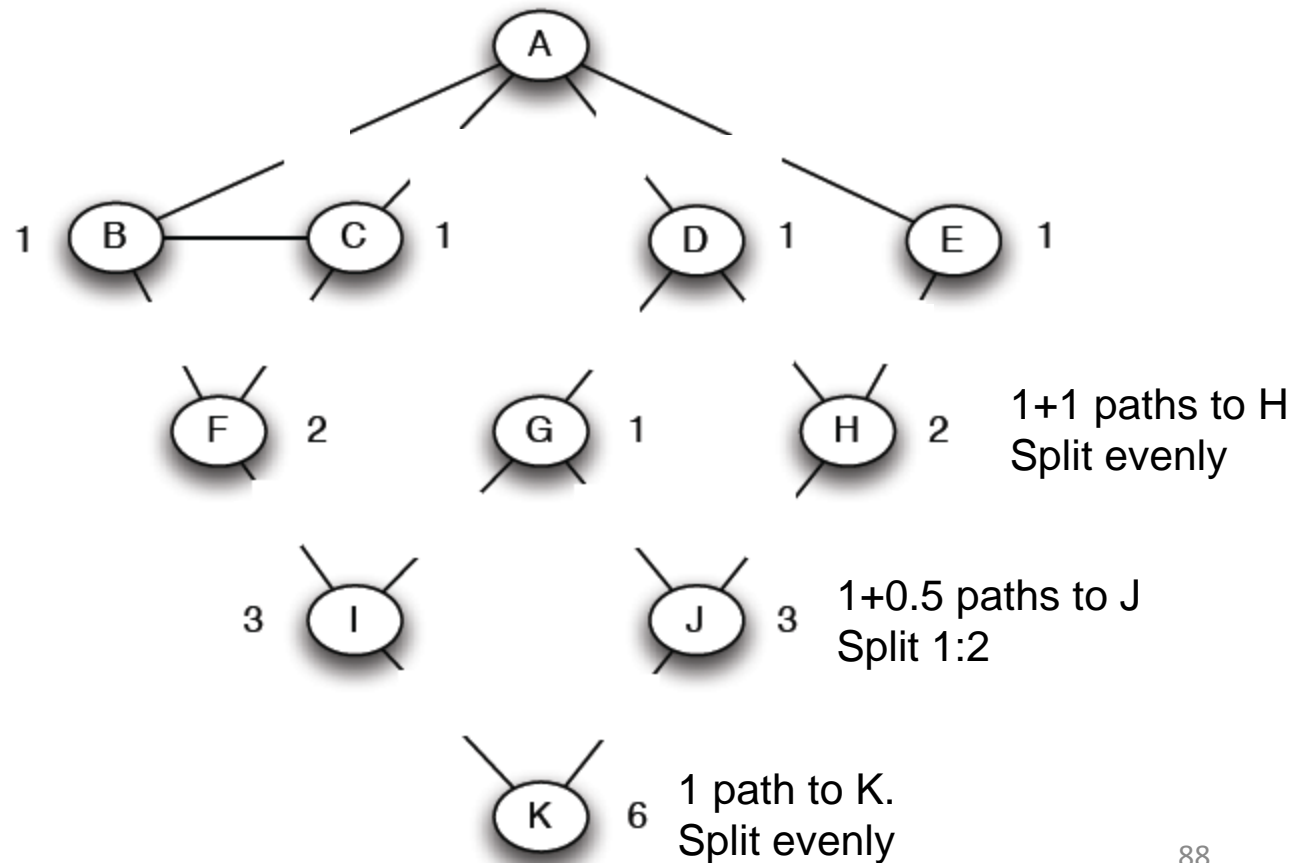 A
1 B C 1 D 1 E 1
F 2 G 1 H 2
1+1 paths to H
Split evenly
3 I J 3
1+0.5 paths to J
Split 1:2
K 6
1 path to K.
Split evenly
88